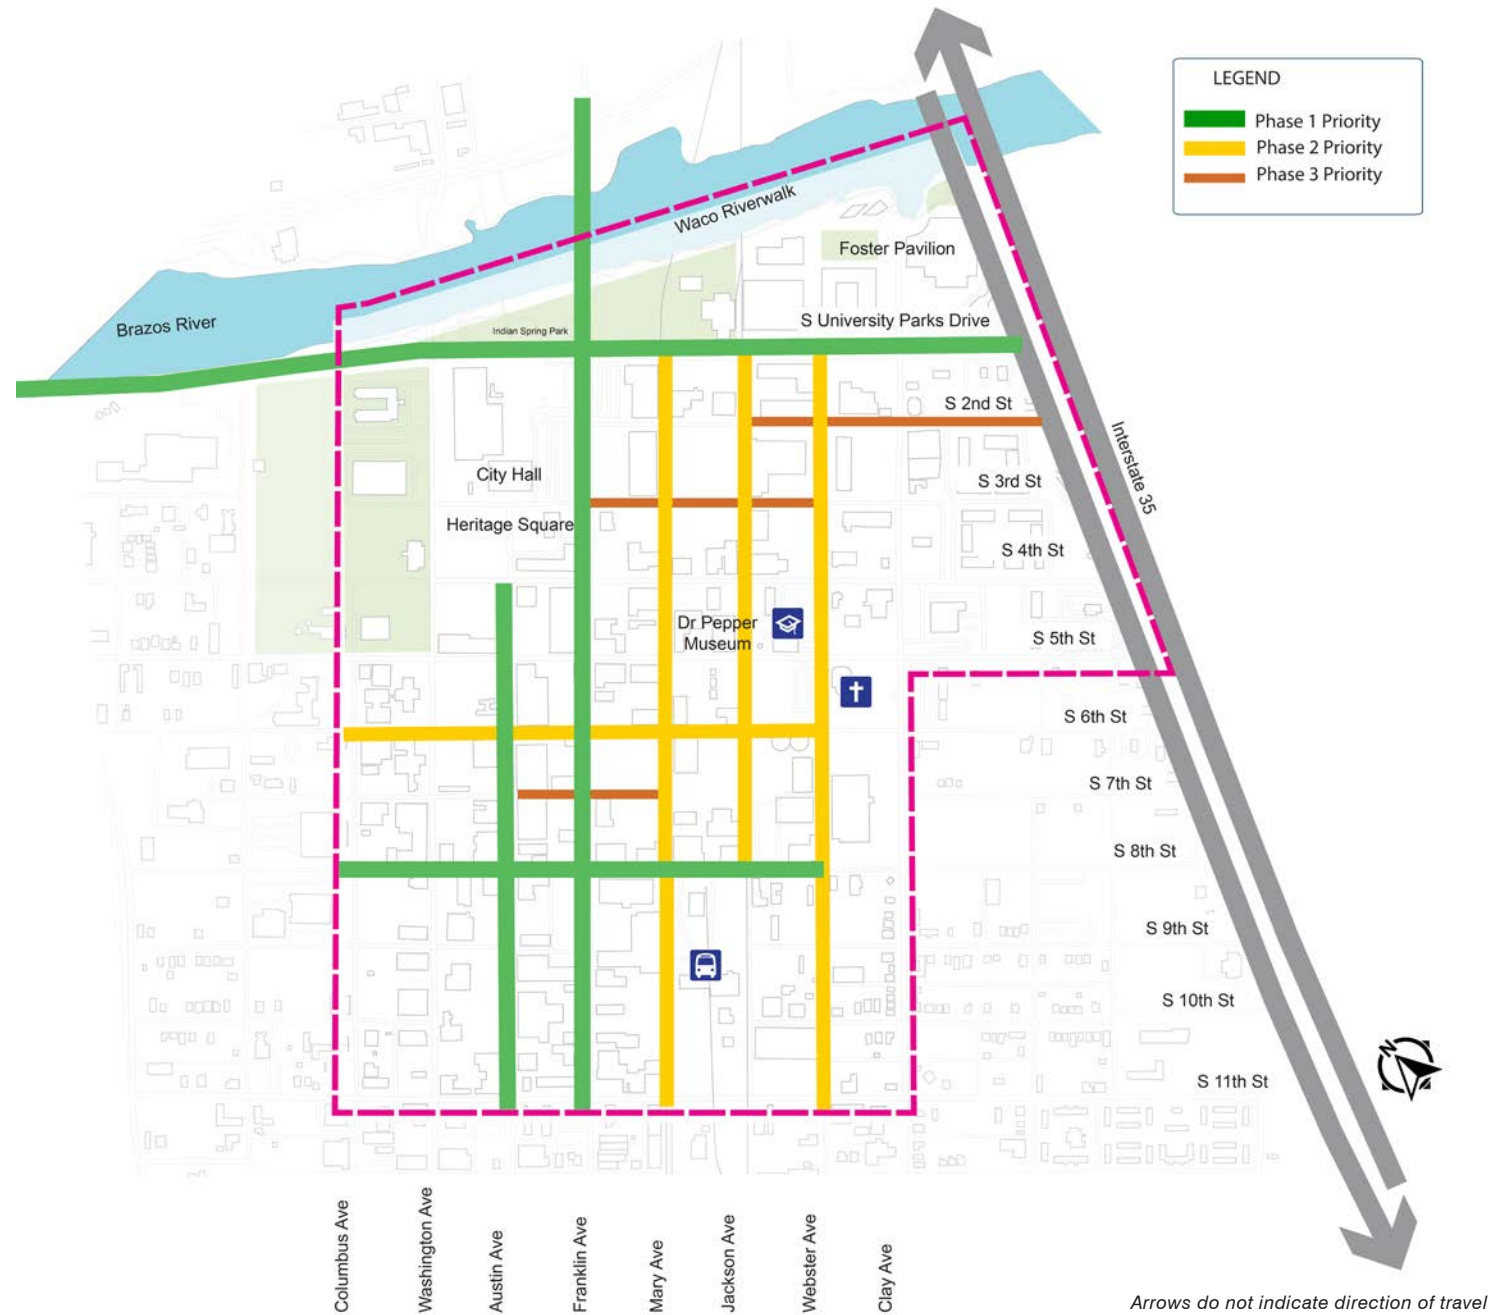 LEGEND
Phase 1 Priority
Phase 2 Priority
Phase 3 Priority
Waco Riverwalk
Foster Pavilion
Brazos River
Indian Spring Park
S University Parks Drive
S 2nd St
Interstate 35
City Hall
S 3rd St
Heritage Square
S 4th St
Dr Pepper
Museum
S 5th St
S 6th St
S 7th St
S 8th St
S 9th St
S 10th St
N
S 11th St
Columbus Ave
Washington Ave
Austin Ave
Franklin Ave
Mary Ave
Jackson Ave
Webster Ave
Clay Ave
Arrows do not indicate direction of travel